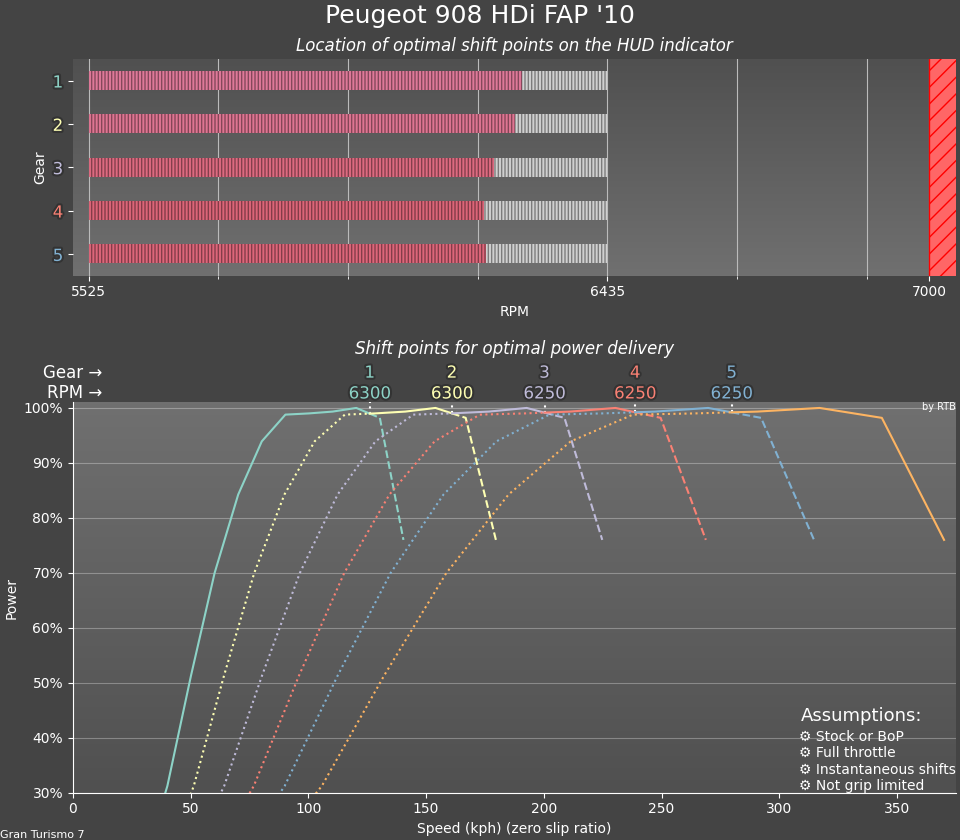 Peugeot 908 HDi FAP '10
Location of optimal shift points on the HUD indicator
Gear
1
2
3
4
5
5525 6435 7000
RPM
Shift points for optimal power delivery
Gear → 1 2 3 4 5
RPM → 6300 6300 6250 6250 6250
by RTB
Power
100%
90%
80%
70%
60%
50%
40%
30%
Assumptions:
⚙ Stock or BoP
⚙ Full throttle
⚙ Instantaneous shifts
⚙ Not grip limited
0 50 100 150 200 250 300 350
Speed (kph) (zero slip ratio)
Gran Turismo 7